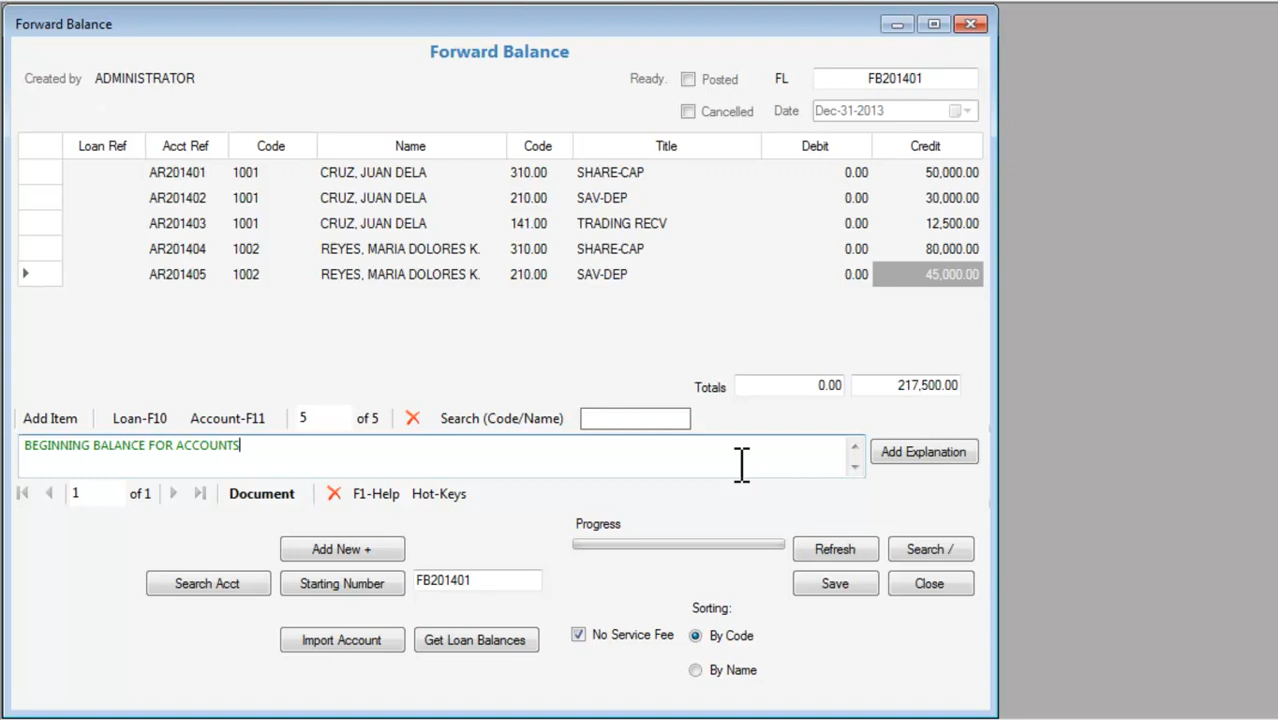 Forward Balance
Forward Balance
Created by ADMINISTRATOR Ready. Posted FL FB201401
Cancelled Date Dec-31-2013
Loan Ref Acct Ref Code Name Code Title Debit Credit
AR201401 1001 CRUZ, JUAN DELA 310.00 SHARE-CAP 0.00 50,000.00
AR201402 1001 CRUZ, JUAN DELA 210.00 SAV-DEP 0.00 30,000.00
AR201403 1001 CRUZ, JUAN DELA 141.00 TRADING RECV 0.00 12,500.00
AR201404 1002 REYES, MARIA DOLORES K. 310.00 SHARE-CAP 0.00 80,000.00
AR201405 1002 REYES, MARIA DOLORES K. 210.00 SAV-DEP 0.00 45,000.00
Totals 0.00 217,500.00
Add Item Loan-F10 Account-F11 5 of 5 Search (Code/Name)
BEGINNING BALANCE FOR ACCOUNTS
Add Explanation
1 of 1 Document F1-Help Hot-Keys
Progress
Add New + Refresh Search /
Search Acct Starting Number FB201401 Save Close
Sorting:
Import Account Get Loan Balances No Service Fee By Code
By Name